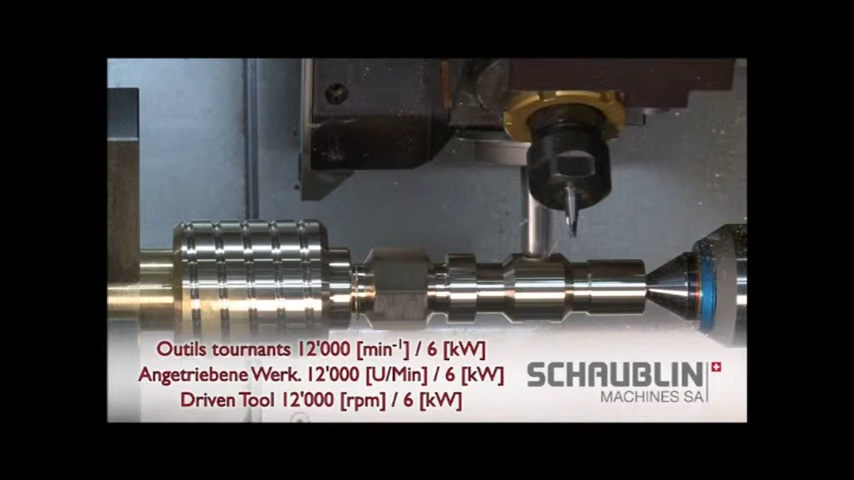 Outils tournants 12'000 [min⁻¹] / 6 [kW]
Angetriebene Werk. 12'000 [U/Min] / 6 [kW]
Driven Tool 12'000 [rpm] / 6 [kW]
SCHAUBLIN
MACHINES SA